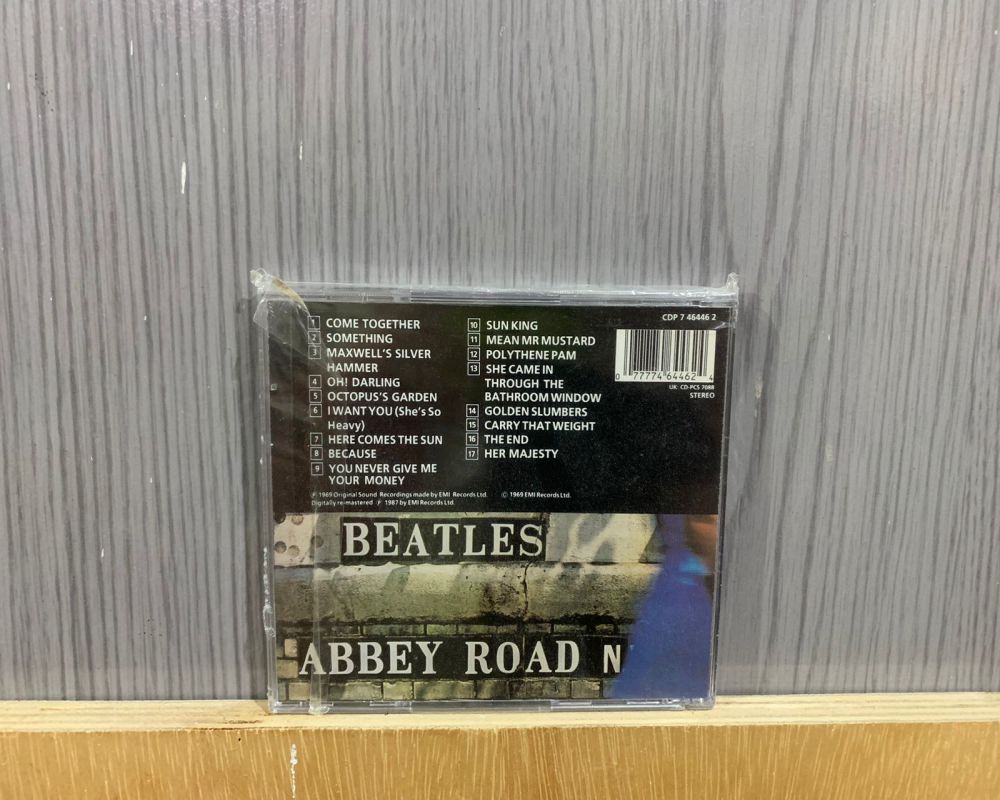 1 COME TOGETHER
2 SOMETHING
3 MAXWELL'S SILVER
HAMMER
4 OH! DARLING
5 OCTOPUS'S GARDEN
6 I WANT YOU (She's So
Heavy)
7 HERE COMES THE SUN
8 BECAUSE
9 YOU NEVER GIVE ME
YOUR MONEY
10 SUN KING
11 MEAN MR MUSTARD
12 POLYTHENE PAM
13 SHE CAME IN
THROUGH THE
BATHROOM WINDOW
14 GOLDEN SLUMBERS
15 CARRY THAT WEIGHT
16 THE END
17 HER MAJESTY
CDP 7 46446 2
0 77774 64462 4
UK: CD-PCS 7088
STEREO
℗ 1969 Original Sound Recordings made by EMI Records Ltd. © 1969 EMI Records Ltd.
Digitally re-mastered ℗ 1987 by EMI Records Ltd.
BEATLES
ABBEY ROAD N